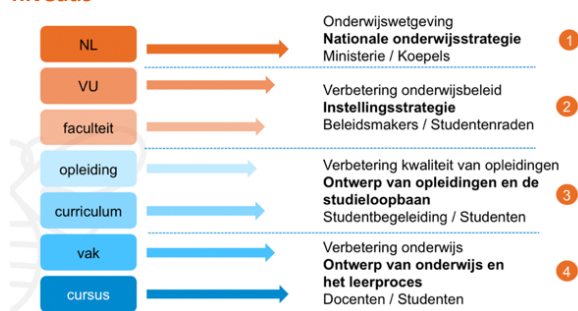 NL
Onderwijswetgeving
Nationale onderwijsstrategie
Ministerie / Koepels
1
VU
faculteit
Verbetering onderwijsbeleid
Instellingsstrategie
Beleidsmakers / Studentenraden
2
opleiding
curriculum
Verbetering kwaliteit van opleidingen
Ontwerp van opleidingen en de
studieloopbaan
Studentbegeleiding / Studenten
3
vak
cursus
Verbetering onderwijs
Ontwerp van onderwijs en
het leerproces
Docenten / Studenten
4